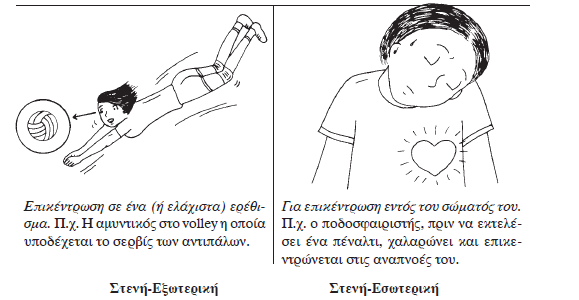 Επικέντρωση σε ένα (ή ελάχιστα) ερέθι-
σμα. Π.χ. Η αμυντικός στο volley η οποία
υποδέχεται το σερβίς των αντιπάλων.
Στενή-Εξωτερική
Για επικέντρωση εντός του σώματός του.
Π.χ. ο ποδοσφαιριστής, πριν να εκτελέ-
σει ένα πέναλτι, χαλαρώνει και επικε-
ντρώνεται στις αναπνοές του.
Στενή-Εσωτερική